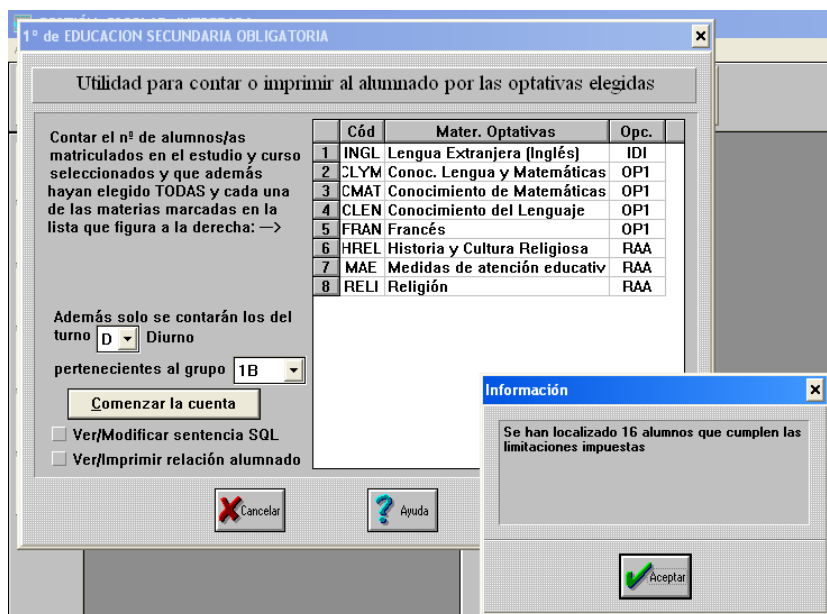 1º de EDUCACION SECUNDARIA OBLIGATORIA
Utilidad para contar o imprimir al alumnado por las optativas elegidas
Contar el nº de alumnos/as
matriculados en el estudio y curso
seleccionados y que además
hayan elegido TODAS y cada una
de las materias marcadas en la
lista que figura a la derecha: —>
Cód Mater. Optativas Opc.
1 INGL Lengua Extranjera (Inglés) IDI
2 CLYM Conoc. Lengua y Matemáticas OP1
3 CMAT Conocimiento de Matemáticas OP1
4 CLEN Conocimiento del Lenguaje OP1
5 FRAN Francés OP1
6 HREL Historia y Cultura Religiosa RAA
7 MAE Medidas de atención educativ RAA
8 RELI Religión RAA
Además solo se contarán los del
turno D Diurno
pertenecientes al grupo 1B
Comenzar la cuenta
Ver/Modificar sentencia SQL
Ver/Imprimir relación alumnado
Cancelar
Ayuda
Información
Se han localizado 16 alumnos que cumplen las
limitaciones impuestas
Aceptar